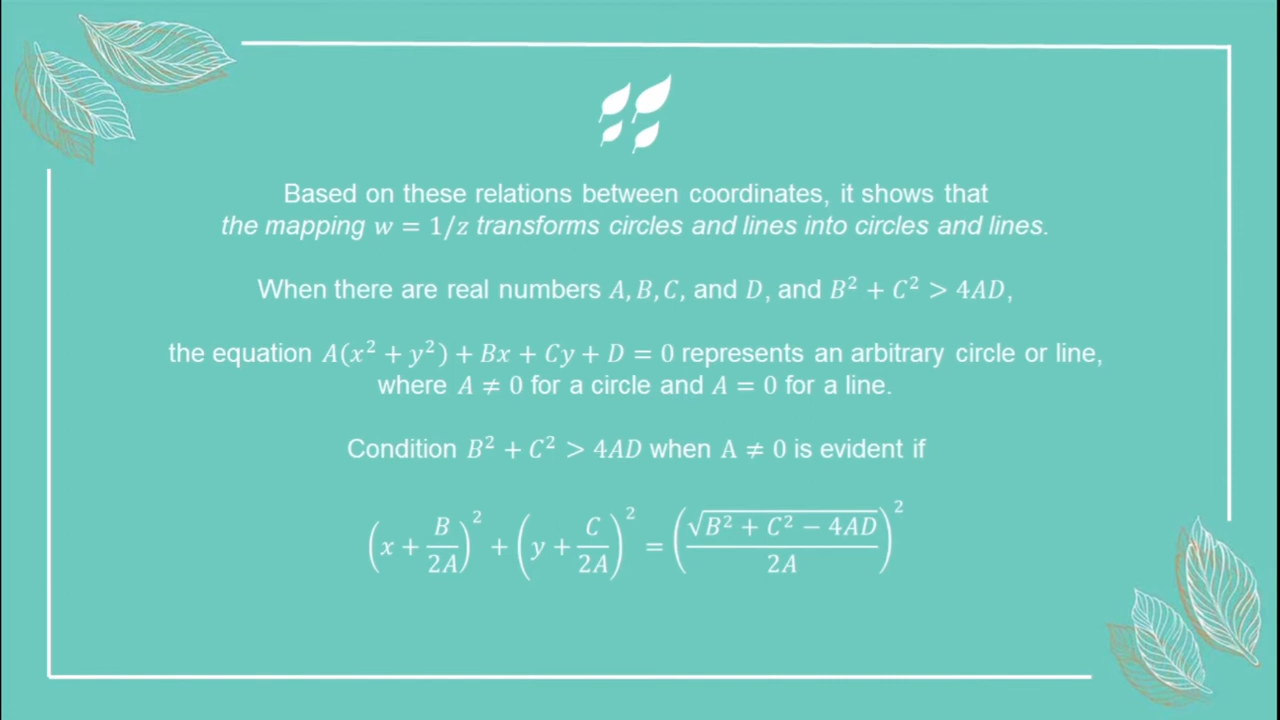 Based on these relations between coordinates, it shows that
the mapping w = 1/z transforms circles and lines into circles and lines.
When there are real numbers A, B, C, and D, and B² + C² > 4AD,
the equation A(x² + y²) + Bx + Cy + D = 0 represents an arbitrary circle or line,
where A ≠ 0 for a circle and A = 0 for a line.
Condition B² + C² > 4AD when A ≠ 0 is evident if
(x + B/2A)² + (y + C/2A)² = (√(B² + C² − 4AD)/2A)²